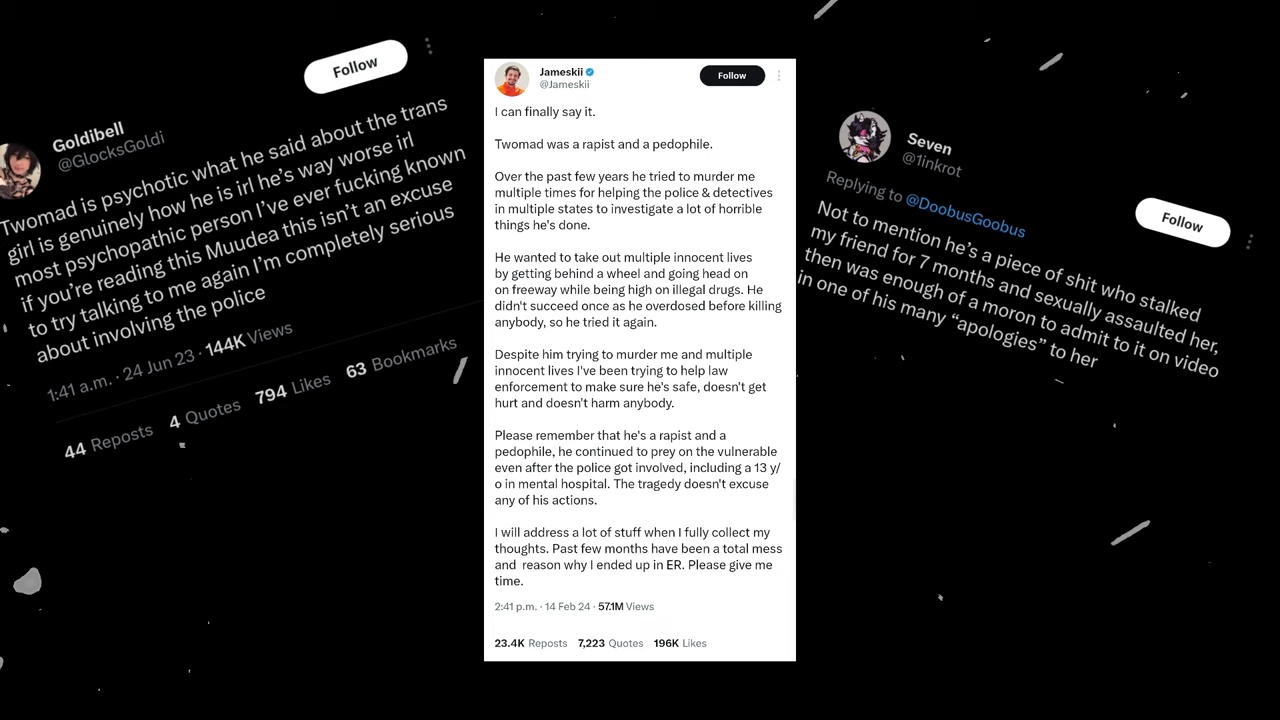 Follow
Goldibell
@GlocksGoldi
Twomad is psychotic what he said about the trans
girl is genuinely how he is irl he's way worse irl
most psychopathic person I've ever fucking known
if you're reading this Muudea this isn't an excuse
to try talking to me again I'm completely serious
about involving the police
1:41 a.m. · 24 Jun 23 · 144K Views
44 Reposts 4 Quotes 794 Likes 63 Bookmarks
Jameskii
@Jameskii
Follow
I can finally say it.
Twomad was a rapist and a pedophile.
Over the past few years he tried to murder me
multiple times for helping the police & detectives
in multiple states to investigate a lot of horrible
things he's done.
He wanted to take out multiple innocent lives
by getting behind a wheel and going head on
on freeway while being high on illegal drugs. He
didn't succeed once as he overdosed before killing
anybody, so he tried it again.
Despite him trying to murder me and multiple
innocent lives I've been trying to help law
enforcement to make sure he's safe, doesn't get
hurt and doesn't harm anybody.
Please remember that he's a rapist and a
pedophile, he continued to prey on the vulnerable
even after the police got involved, including a 13 y/
o in mental hospital. The tragedy doesn't excuse
any of his actions.
I will address a lot of stuff when I fully collect my
thoughts. Past few months have been a total mess
and  reason why I ended up in ER. Please give me
time.
2:41 p.m. · 14 Feb 24 · 57.1M Views
23.4K Reposts 7,223 Quotes 196K Likes
Seven
@1inkrot
Follow
Replying to @DoobusGoobus
Not to mention he's a piece of shit who stalked
my friend for 7 months and sexually assaulted her,
then was enough of a moron to admit to it on video
in one of his many “apologies” to her